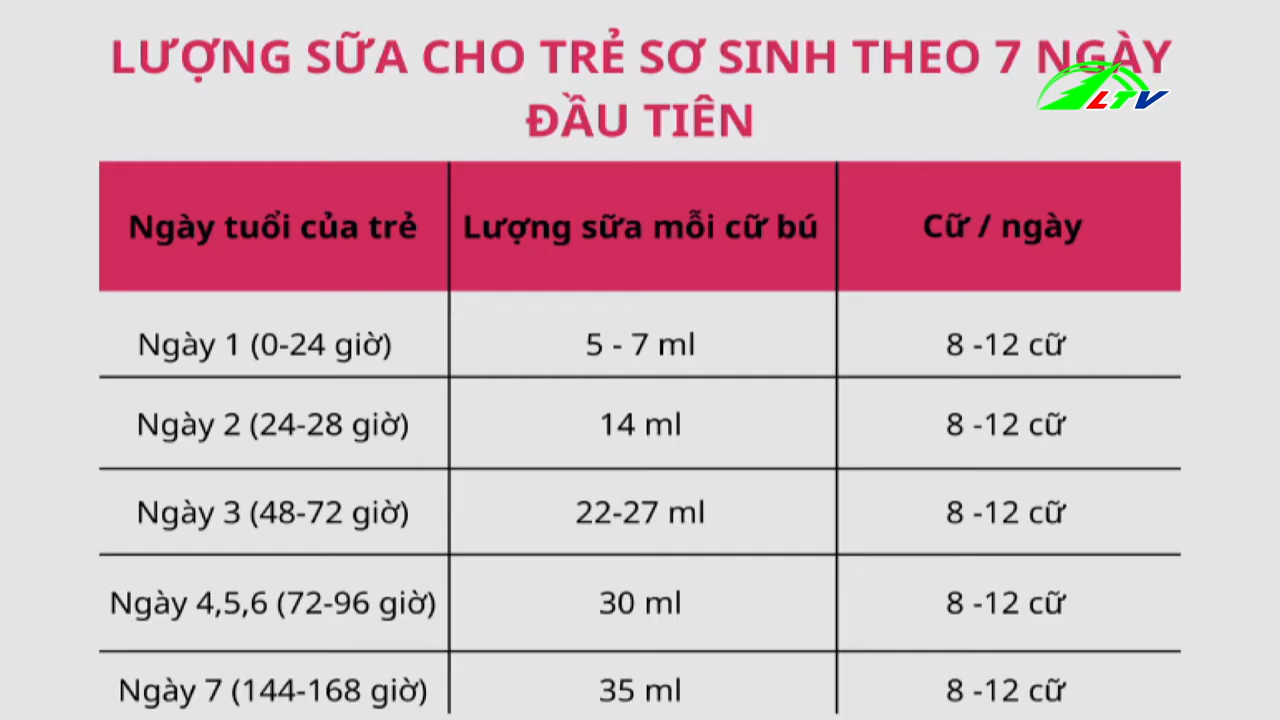 LƯỢNG SỮA CHO TRẺ SƠ SINH THEO 7 NGÀY
ĐẦU TIÊN
LTV
Ngày tuổi của trẻ Lượng sữa mỗi cữ bú Cữ / ngày
Ngày 1 (0-24 giờ) 5 - 7 ml 8 -12 cữ
Ngày 2 (24-28 giờ) 14 ml 8 -12 cữ
Ngày 3 (48-72 giờ) 22-27 ml 8 -12 cữ
Ngày 4,5,6 (72-96 giờ) 30 ml 8 -12 cữ
Ngày 7 (144-168 giờ) 35 ml 8 -12 cữ